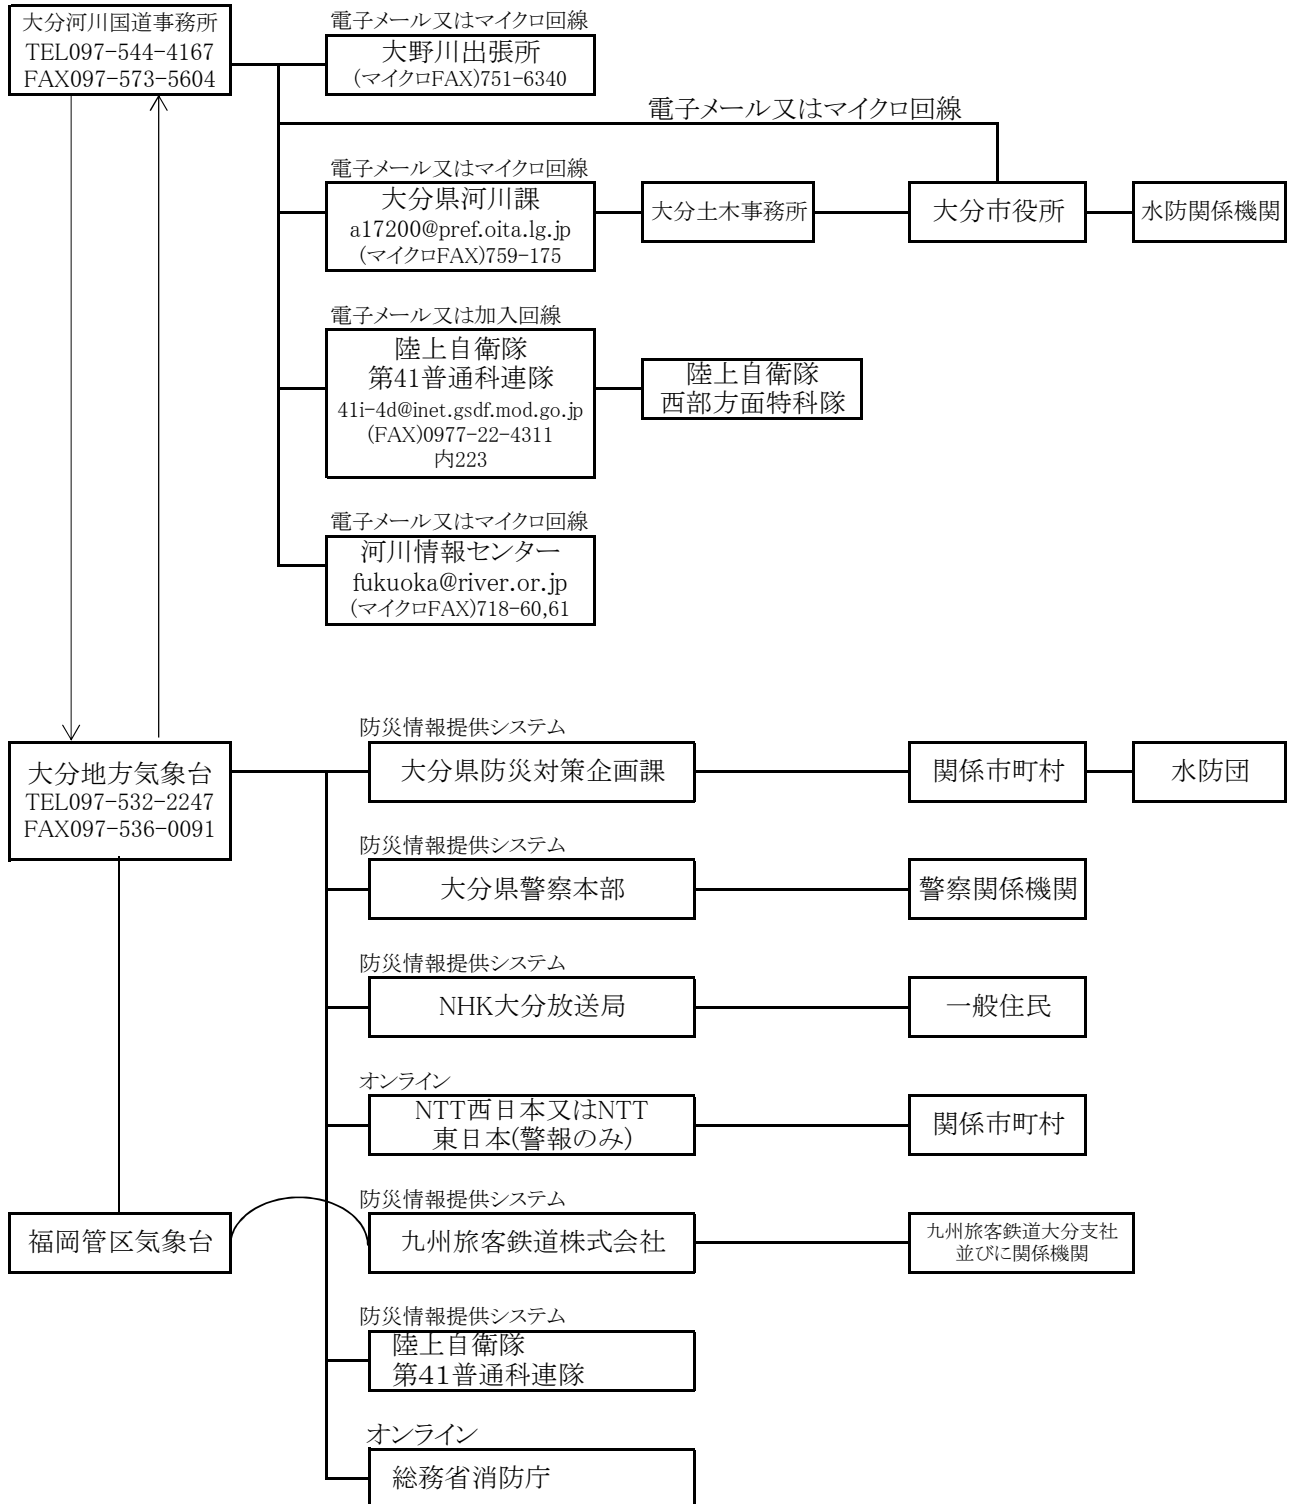 大分河川国道事務所
TEL097-544-4167
FAX097-573-5604
電子メール又はマイクロ回線
大野川出張所
(マイクロFAX)751-6340
電子メール又はマイクロ回線
電子メール又はマイクロ回線
大分県河川課
a17200@pref.oita.lg.jp
(マイクロFAX)759-175
大分土木事務所
大分市役所
水防関係機関
電子メール又は加入回線
陸上自衛隊
第41普通科連隊
41i-4d@inet.gsdf.mod.go.jp
(FAX)0977-22-4311
内223
陸上自衛隊
西部方面特科隊
電子メール又はマイクロ回線
河川情報センター
fukuoka@river.or.jp
(マイクロFAX)718-60,61
大分地方気象台
TEL097-532-2247
FAX097-536-0091
防災情報提供システム
大分県防災対策企画課
関係市町村
水防団
防災情報提供システム
大分県警察本部
警察関係機関
防災情報提供システム
NHK大分放送局
一般住民
オンライン
NTT西日本又はNTT
東日本(警報のみ)
関係市町村
福岡管区気象台
防災情報提供システム
九州旅客鉄道株式会社
九州旅客鉄道大分支社
並びに関係機関
防災情報提供システム
陸上自衛隊
第41普通科連隊
オンライン
総務省消防庁